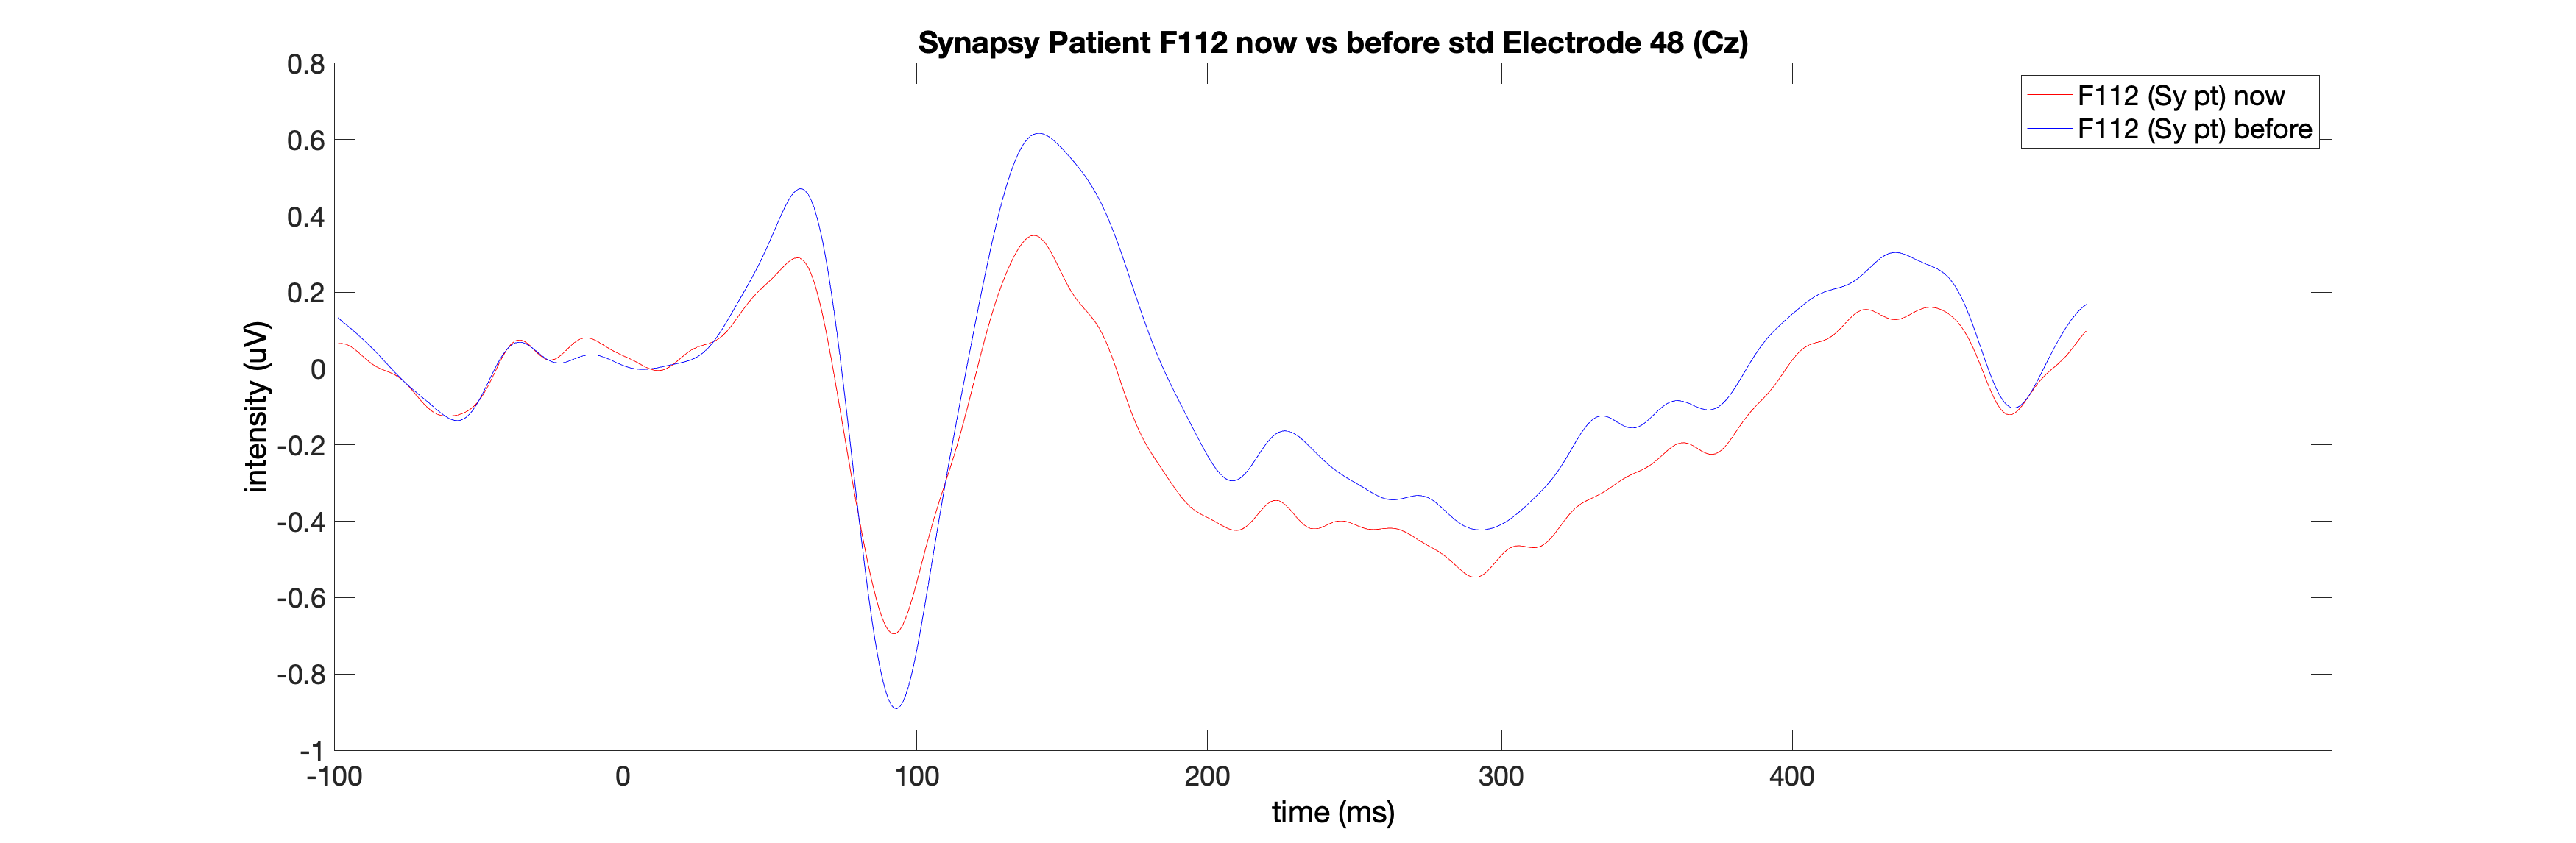 Synapsy Patient F112 now vs before std Electrode 48 (Cz)
F112 (Sy pt) now
F112 (Sy pt) before
intensity (uV)
0.8
0.6
0.4
0.2
0
-0.2
-0.4
-0.6
-0.8
-1
-100 0 100 200 300 400
time (ms)